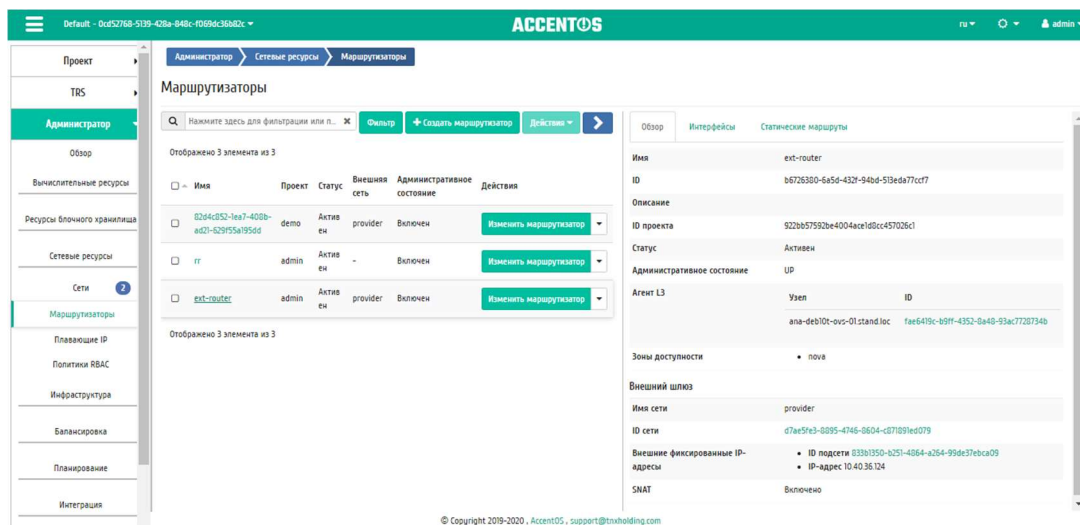 Default - 0cd52768-5139-428a-848c-f069dc36b82c
ACCENTOS
ru
admin
Проект
TRS
Администратор
Обзор
Вычислительные ресурсы
Ресурсы блочного хранилища
Сетевые ресурсы
Сети 2
Маршрутизаторы
Плавающие IP
Политики RBAC
Инфраструктура
Балансировка
Планирование
Интеграция
Администратор Сетевые ресурсы Маршрутизаторы
Маршрутизаторы
Нажмите здесь для фильтрации или п... Фильтр + Создать маршрутизатор Действия
Отображено 3 элемента из 3
Имя Проект Статус Внешняя сеть Административное состояние Действия
82d4c852-1ea7-408b-ad21-629f55a195dd demo Активен provider Включен Изменить маршрутизатор
rr admin Активен - Включен Изменить маршрутизатор
ext-router admin Активен provider Включен Изменить маршрутизатор
Отображено 3 элемента из 3
Обзор Интерфейсы Статические маршруты
Имя ext-router
ID b6726380-6a5d-432f-94bd-513eda77ccf7
Описание
ID проекта 922bb57592be4004ace1d8cc457026c1
Статус Активен
Административное состояние UP
Агент L3
Узел ID
ana-deb10t-ovs-01.stand.loc fae6419c-b9ff-4352-8a48-93ac7728734b
Зоны доступности • nova
Внешний шлюз
Имя сети provider
ID сети d7ae5fe3-8895-4746-8604-c871891ed079
Внешние фиксированные IP-адреса
• ID подсети 833b1350-b251-4864-a264-99de37ebca09
• IP-адрес 10.40.36.124
SNAT Включено
© Copyright 2019-2020 , AccentOS , support@tnxholding.com